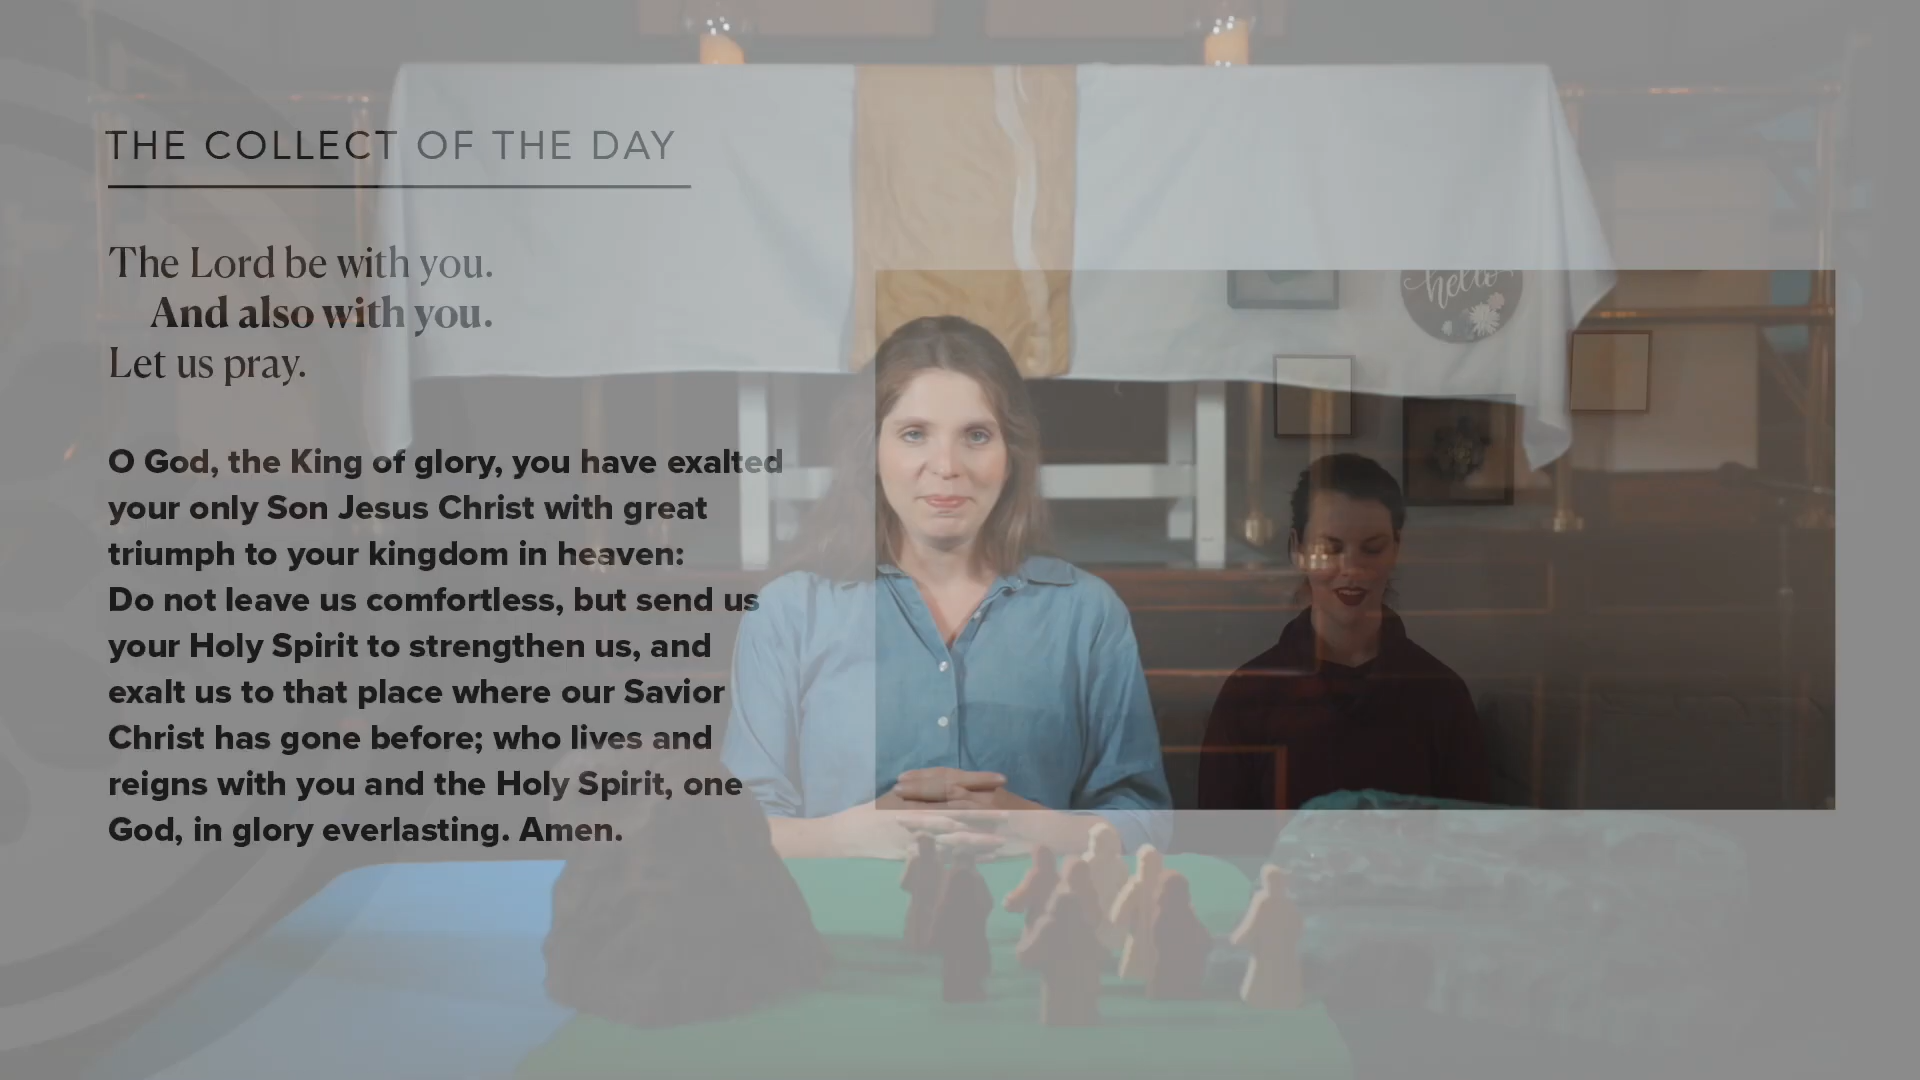 THE COLLECT OF THE DAY
The Lord be with you.
And also with you.
Let us pray.
O God, the King of glory, you have exalted
your only Son Jesus Christ with great
triumph to your kingdom in heaven:
Do not leave us comfortless, but send us
your Holy Spirit to strengthen us, and
exalt us to that place where our Savior
Christ has gone before; who lives and
reigns with you and the Holy Spirit, one
God, in glory everlasting. Amen.
hello